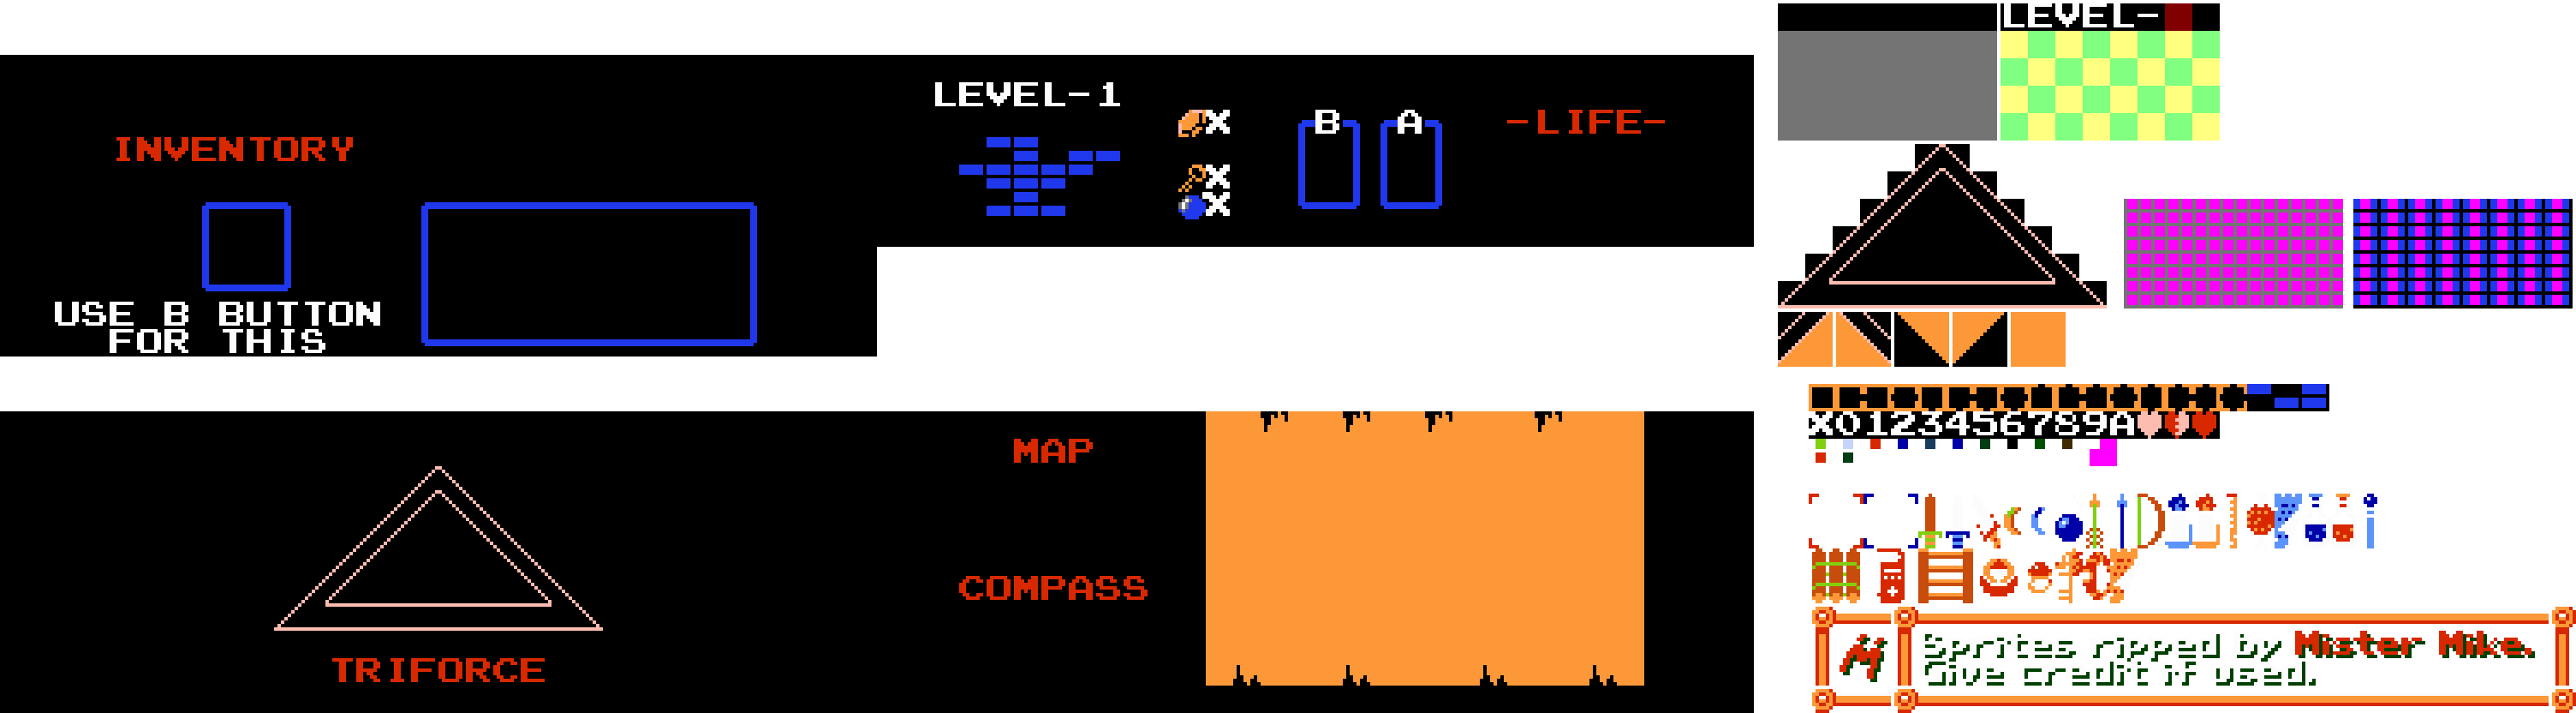 INVENTORY
USE B BUTTON
FOR THIS
LEVEL-1
X
X
X
B A
-LIFE-
LEVEL-
TRIFORCE
MAP
COMPASS
X0123456789A
Sprites ripped by Mister Mike.
Give credit if used.